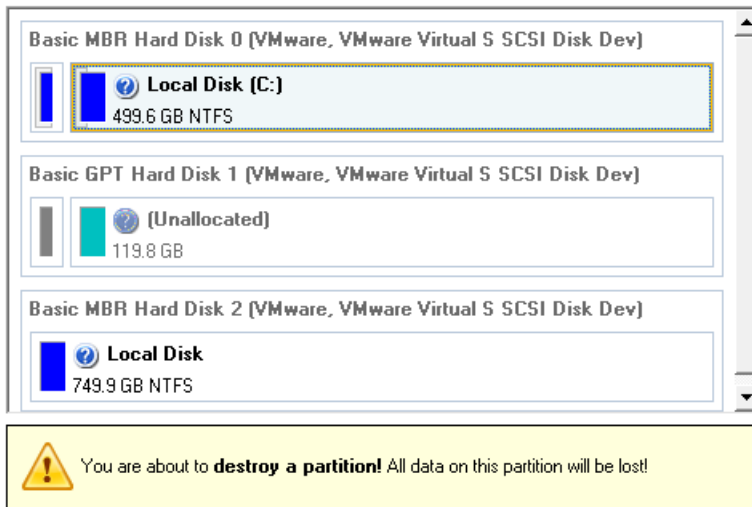 Basic MBR Hard Disk 0 (VMware, VMware Virtual S SCSI Disk Dev)
Local Disk (C:)
499.6 GB NTFS
Basic GPT Hard Disk 1 (VMware, VMware Virtual S SCSI Disk Dev)
(Unallocated)
119.8 GB
Basic MBR Hard Disk 2 (VMware, VMware Virtual S SCSI Disk Dev)
Local Disk
749.9 GB NTFS
You are about to destroy a partition! All data on this partition will be lost!